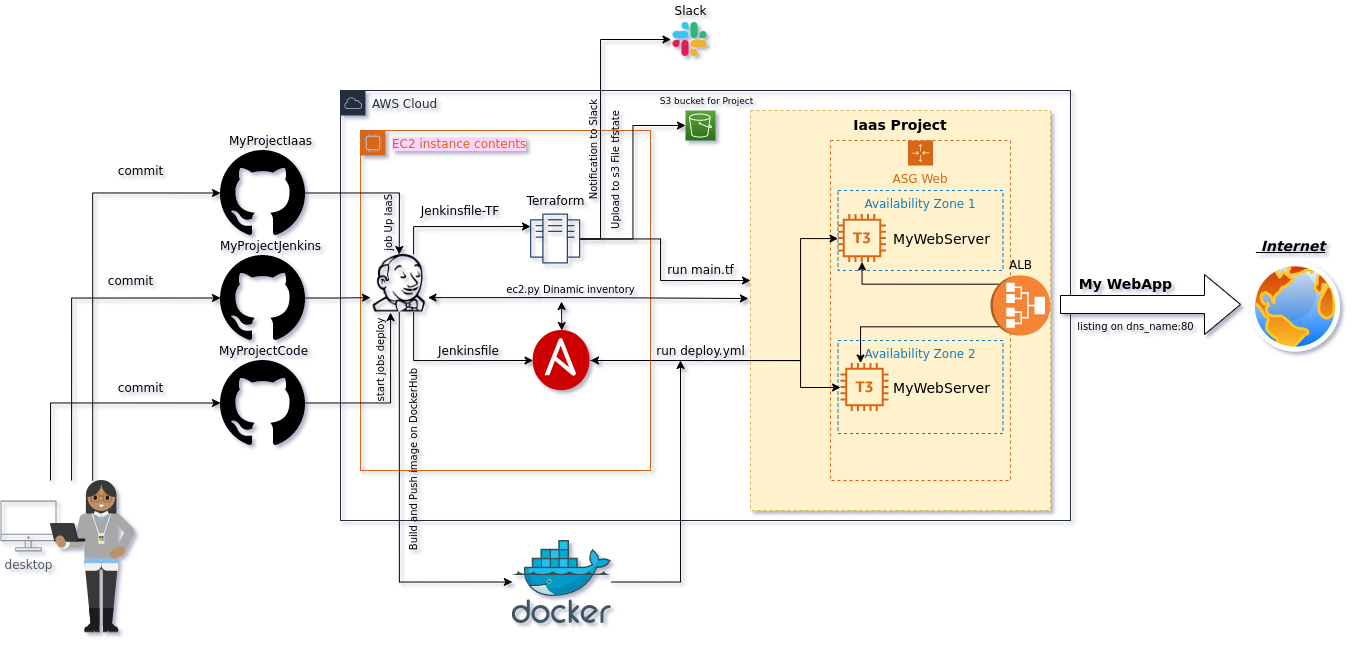 Slack
AWS Cloud
S3 bucket for Project
Iaas Project
EC2 instance contents
MyProjectIaas
commit
Notification to Slack
Upload to s3 File tfstate
ASG Web
Availability Zone 1
T3
MyWebServer
job Up IaaS
Jenkinsfile-TF
Terraform
MyProjectJenkins
commit
run main.tf
ALB
Internet
ec2.py Dinamic inventory
My WebApp
listing on dns_name:80
MyProjectCode
commit
start jobs deploy
Jenkinsfile
run deploy.yml
Availability Zone 2
T3
MyWebServer
Build and Push image on DockerHub
desktop
docker